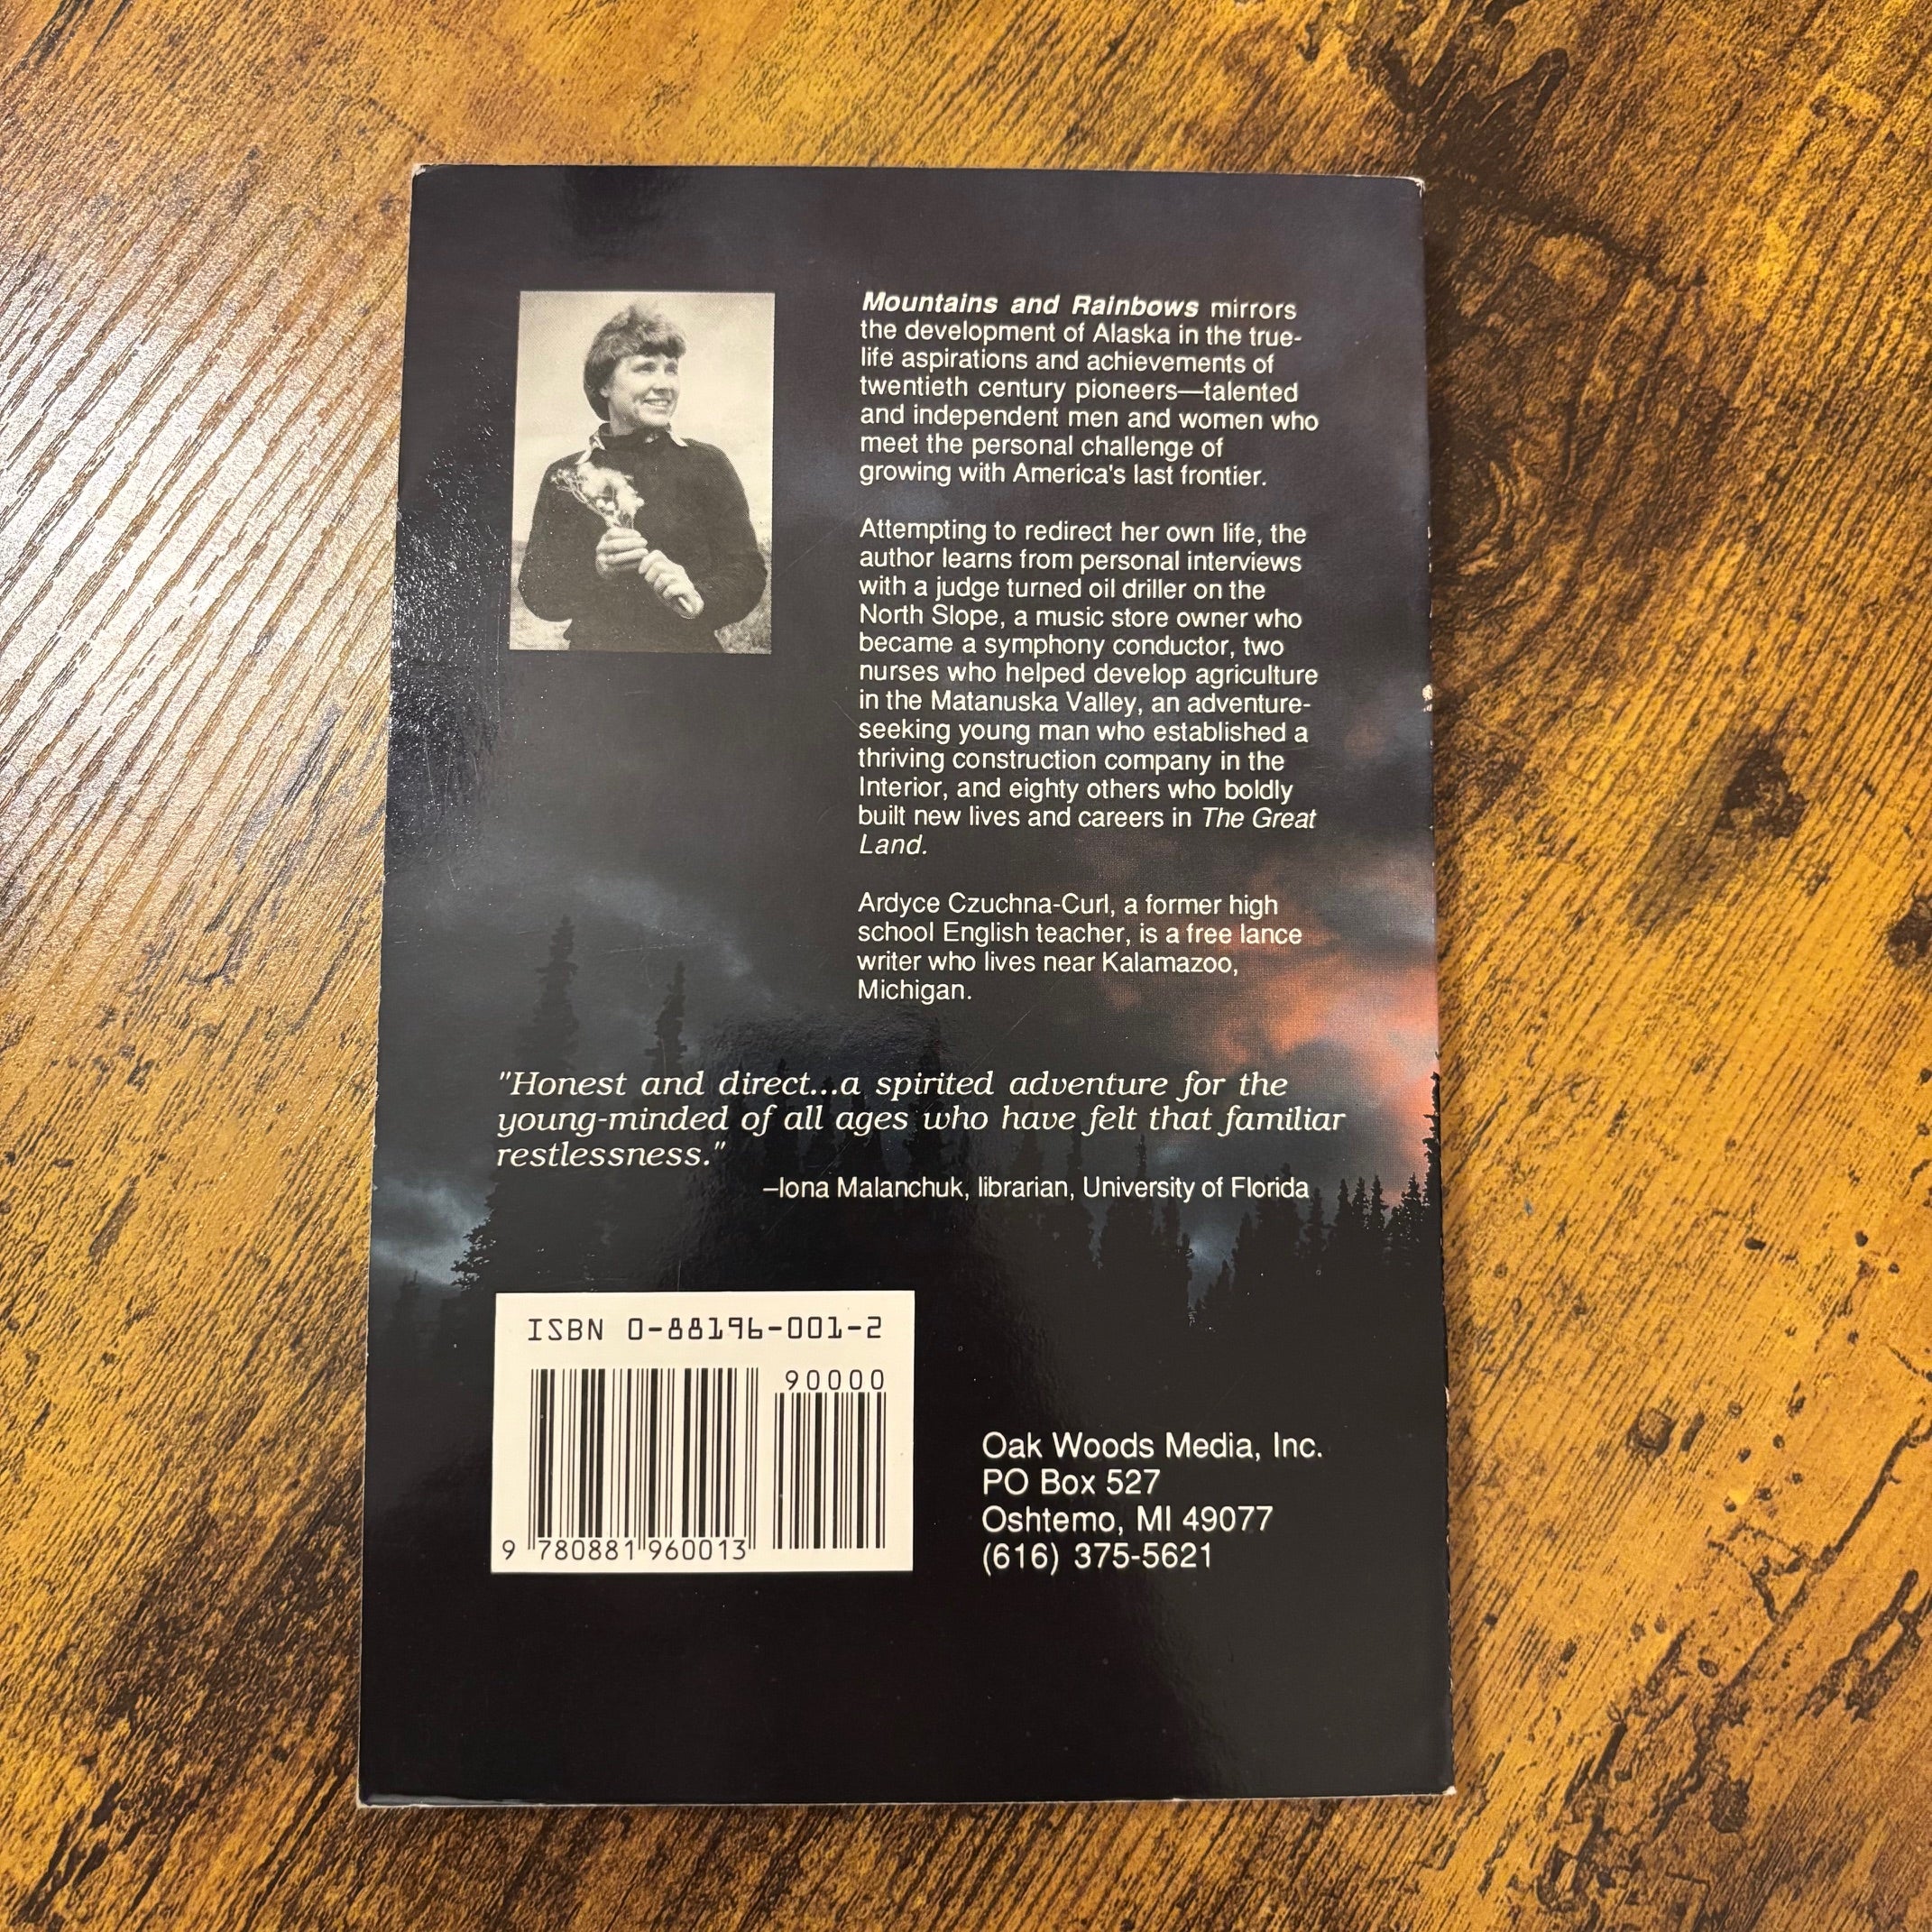 Mountains and Rainbows mirrors
the development of Alaska in the true-
life aspirations and achievements of
twentieth century pioneers—talented
and independent men and women who
meet the personal challenge of
growing with America's last frontier.
Attempting to redirect her own life, the
author learns from personal interviews
with a judge turned oil driller on the
North Slope, a music store owner who
became a symphony conductor, two
nurses who helped develop agriculture
in the Matanuska Valley, an adventure-
seeking young man who established a
thriving construction company in the
Interior, and eighty others who boldly
built new lives and careers in The Great
Land.
Ardyce Czuchna-Curl, a former high
school English teacher, is a free lance
writer who lives near Kalamazoo,
Michigan.
"Honest and direct...a spirited adventure for the
young-minded of all ages who have felt that familiar
restlessness."
–Iona Malanchuk, librarian, University of Florida
ISBN 0-88196-001-2
90000
9 780881 960013
Oak Woods Media, Inc.
PO Box 527
Oshtemo, MI 49077
(616) 375-5621